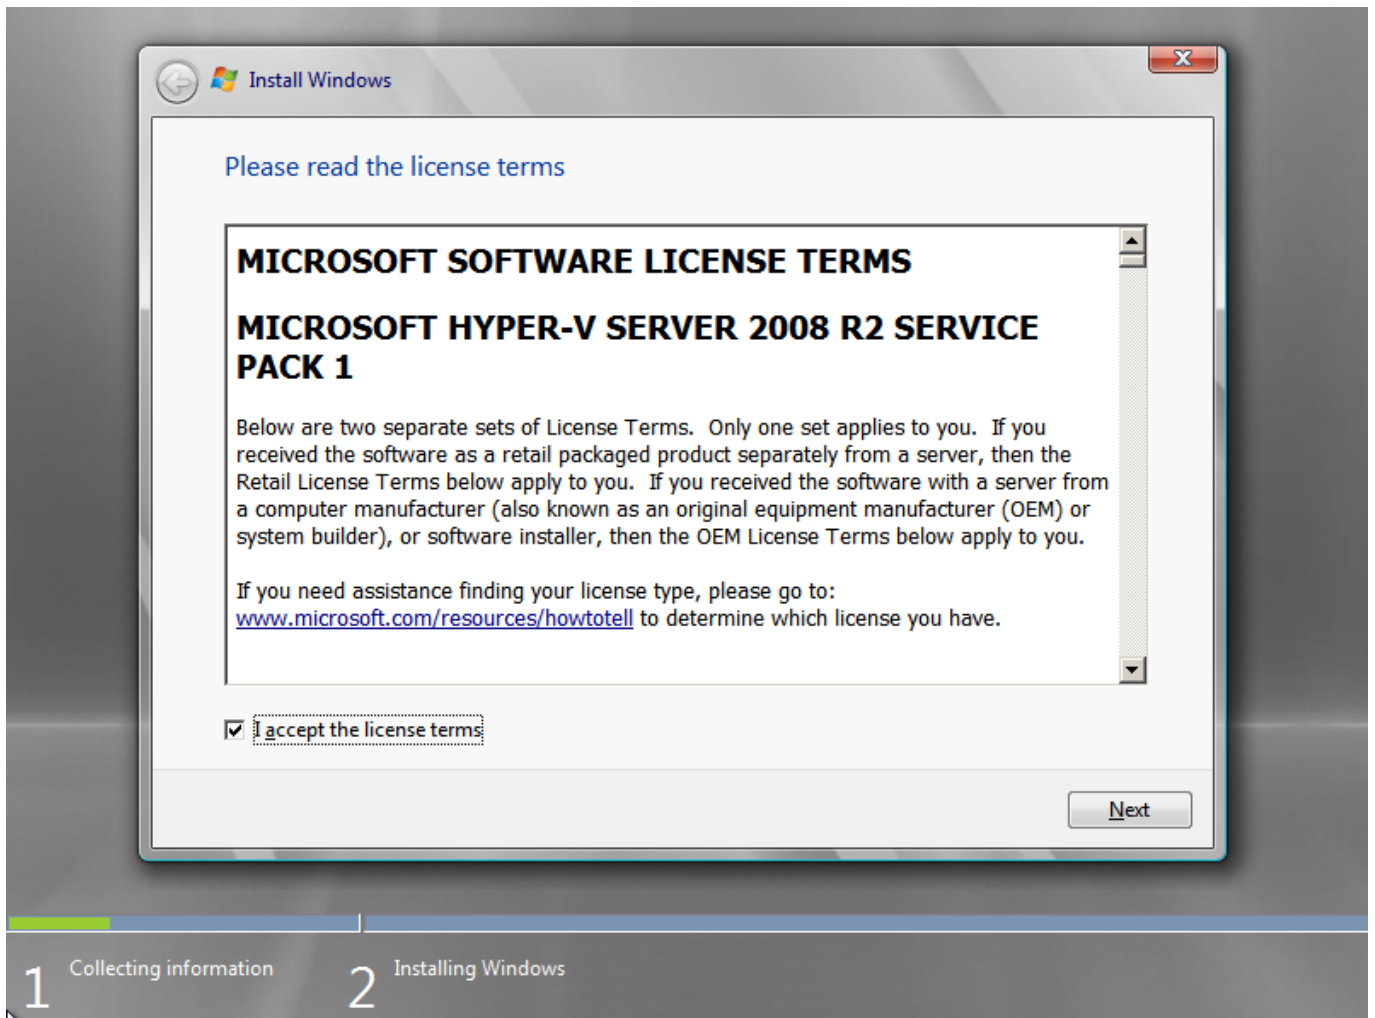 Install Windows
Please read the license terms
MICROSOFT SOFTWARE LICENSE TERMS
MICROSOFT HYPER-V SERVER 2008 R2 SERVICE
PACK 1
Below are two separate sets of License Terms.  Only one set applies to you.  If you
received the software as a retail packaged product separately from a server, then the
Retail License Terms below apply to you.  If you received the software with a server from
a computer manufacturer (also known as an original equipment manufacturer (OEM) or
system builder), or software installer, then the OEM License Terms below apply to you.
If you need assistance finding your license type, please go to:
www.microsoft.com/resources/howtotell to determine which license you have.
I accept the license terms
Next
1 Collecting information
2 Installing Windows